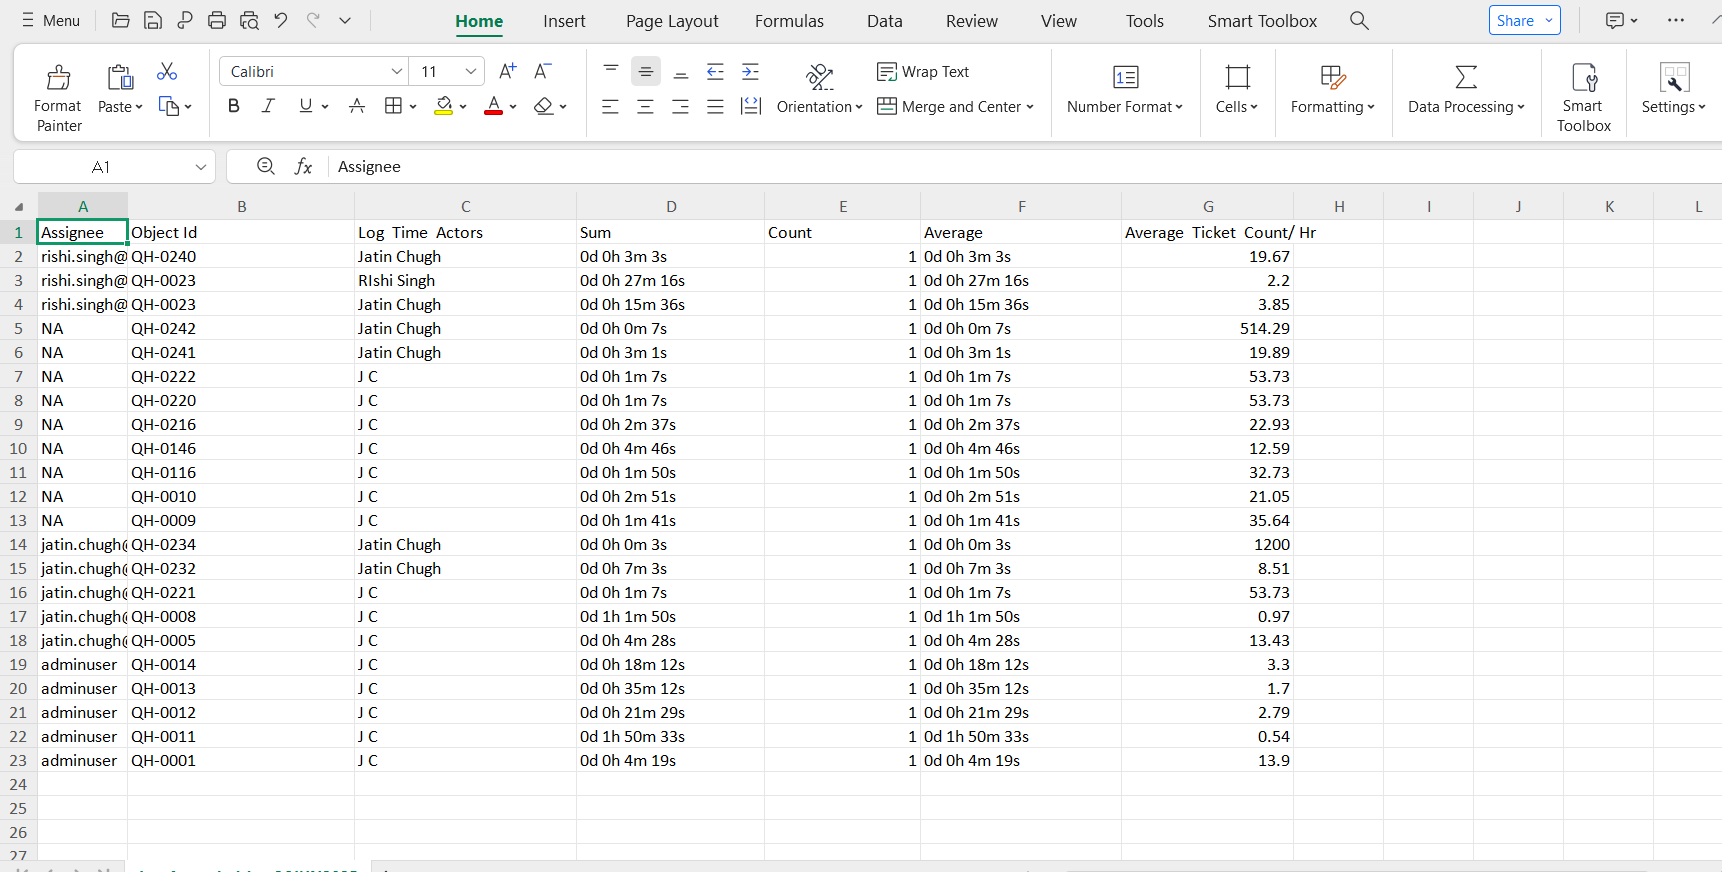 Menu Home Insert Page Layout Formulas Data Review View Tools Smart Toolbox Share
Format Painter Paste Calibri 11 A+ A- Orientation Wrap Text Merge and Center Number Format Cells Formatting Data Processing Smart Toolbox Settings
B I U A A
A1 fx Assignee
A B C D E F G H I J K L
1 Assignee Object Id Log Time Actors Sum Count Average Average Ticket Count/ Hr
2 rishi.singh@ QH-0240 Jatin Chugh 0d 0h 3m 3s 1 0d 0h 3m 3s 19.67
3 rishi.singh@ QH-0023 RIshi Singh 0d 0h 27m 16s 1 0d 0h 27m 16s 2.2
4 rishi.singh@ QH-0023 Jatin Chugh 0d 0h 15m 36s 1 0d 0h 15m 36s 3.85
5 NA QH-0242 Jatin Chugh 0d 0h 0m 7s 1 0d 0h 0m 7s 514.29
6 NA QH-0241 Jatin Chugh 0d 0h 3m 1s 1 0d 0h 3m 1s 19.89
7 NA QH-0222 J C 0d 0h 1m 7s 1 0d 0h 1m 7s 53.73
8 NA QH-0220 J C 0d 0h 1m 7s 1 0d 0h 1m 7s 53.73
9 NA QH-0216 J C 0d 0h 2m 37s 1 0d 0h 2m 37s 22.93
10 NA QH-0146 J C 0d 0h 4m 46s 1 0d 0h 4m 46s 12.59
11 NA QH-0116 J C 0d 0h 1m 50s 1 0d 0h 1m 50s 32.73
12 NA QH-0010 J C 0d 0h 2m 51s 1 0d 0h 2m 51s 21.05
13 NA QH-0009 J C 0d 0h 1m 41s 1 0d 0h 1m 41s 35.64
14 jatin.chugh@ QH-0234 Jatin Chugh 0d 0h 0m 3s 1 0d 0h 0m 3s 1200
15 jatin.chugh@ QH-0232 Jatin Chugh 0d 0h 7m 3s 1 0d 0h 7m 3s 8.51
16 jatin.chugh@ QH-0221 J C 0d 0h 1m 7s 1 0d 0h 1m 7s 53.73
17 jatin.chugh@ QH-0008 J C 0d 1h 1m 50s 1 0d 1h 1m 50s 0.97
18 jatin.chugh@ QH-0005 J C 0d 0h 4m 28s 1 0d 0h 4m 28s 13.43
19 adminuser QH-0014 J C 0d 0h 18m 12s 1 0d 0h 18m 12s 3.3
20 adminuser QH-0013 J C 0d 0h 35m 12s 1 0d 0h 35m 12s 1.7
21 adminuser QH-0012 J C 0d 0h 21m 29s 1 0d 0h 21m 29s 2.79
22 adminuser QH-0011 J C 0d 1h 50m 33s 1 0d 1h 50m 33s 0.54
23 adminuser QH-0001 J C 0d 0h 4m 19s 1 0d 0h 4m 19s 13.9
24
25
26
27